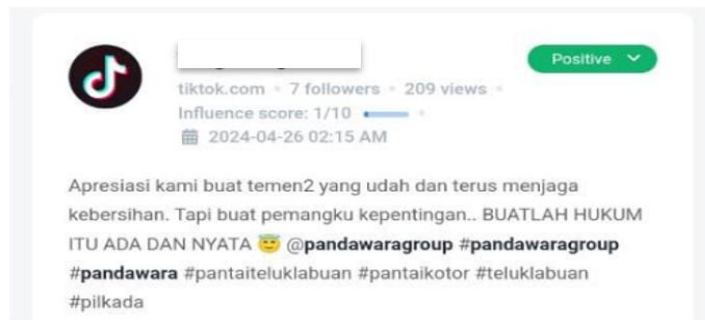 Positive
tiktok.com • 7 followers • 209 views •
Influence score: 1/10 •
2024-04-26 02:15 AM
Apresiasi kami buat temen2 yang udah dan terus menjaga
kebersihan. Tapi buat pemangku kepentingan.. BUATLAH HUKUM
ITU ADA DAN NYATA 😇 @pandawaragroup #pandawaragroup
#pandawara #pantaiteluklabuan #pantaikotor #teluklabuan
#pilkada